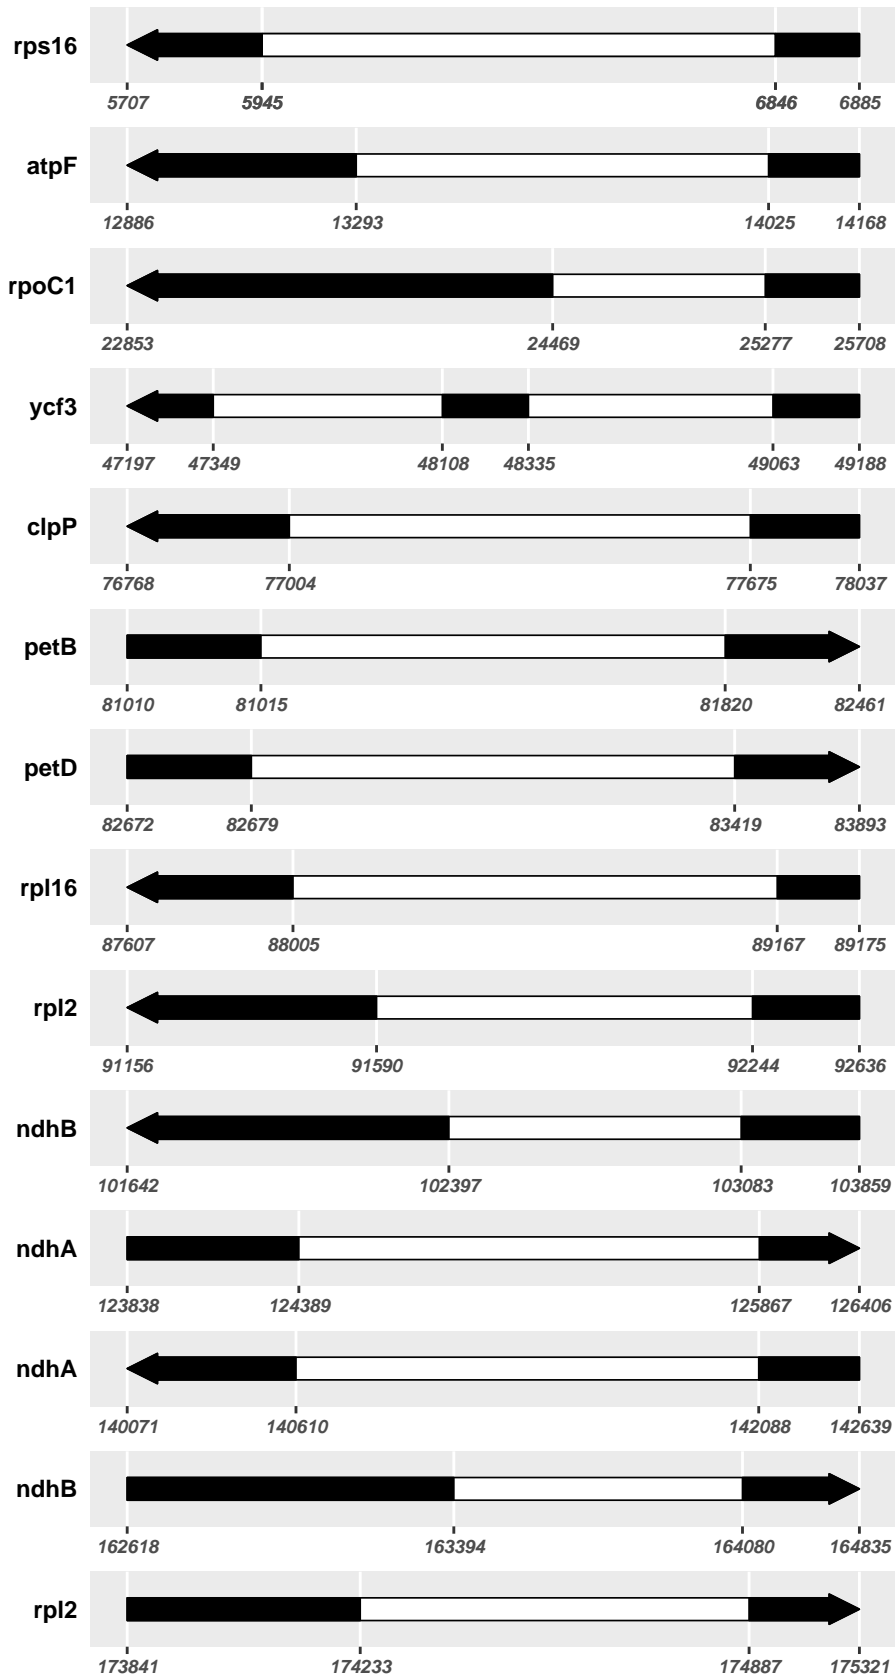 rps16
5707 5945 6846 6885
atpF
12886 13293 14025 14168
rpoC1
22853 24469 25277 25708
ycf3
47197 47349 48108 48335 49063 49188
clpP
76768 77004 77675 78037
petB
81010 81015 81820 82461
petD
82672 82679 83419 83893
rpl16
87607 88005 89167 89175
rpl2
91156 91590 92244 92636
ndhB
101642 102397 103083 103859
ndhA
123838 124389 125867 126406
ndhA
140071 140610 142088 142639
ndhB
162618 163394 164080 164835
rpl2
173841 174233 174887 175321